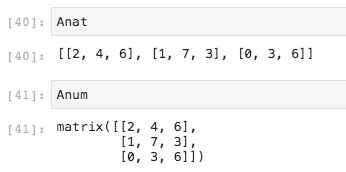 [40]: Anat
[40]: [[2, 4, 6], [1, 7, 3], [0, 3, 6]]
[41]: Anum
[41]: matrix([[2, 4, 6],
[1, 7, 3],
[0, 3, 6]])